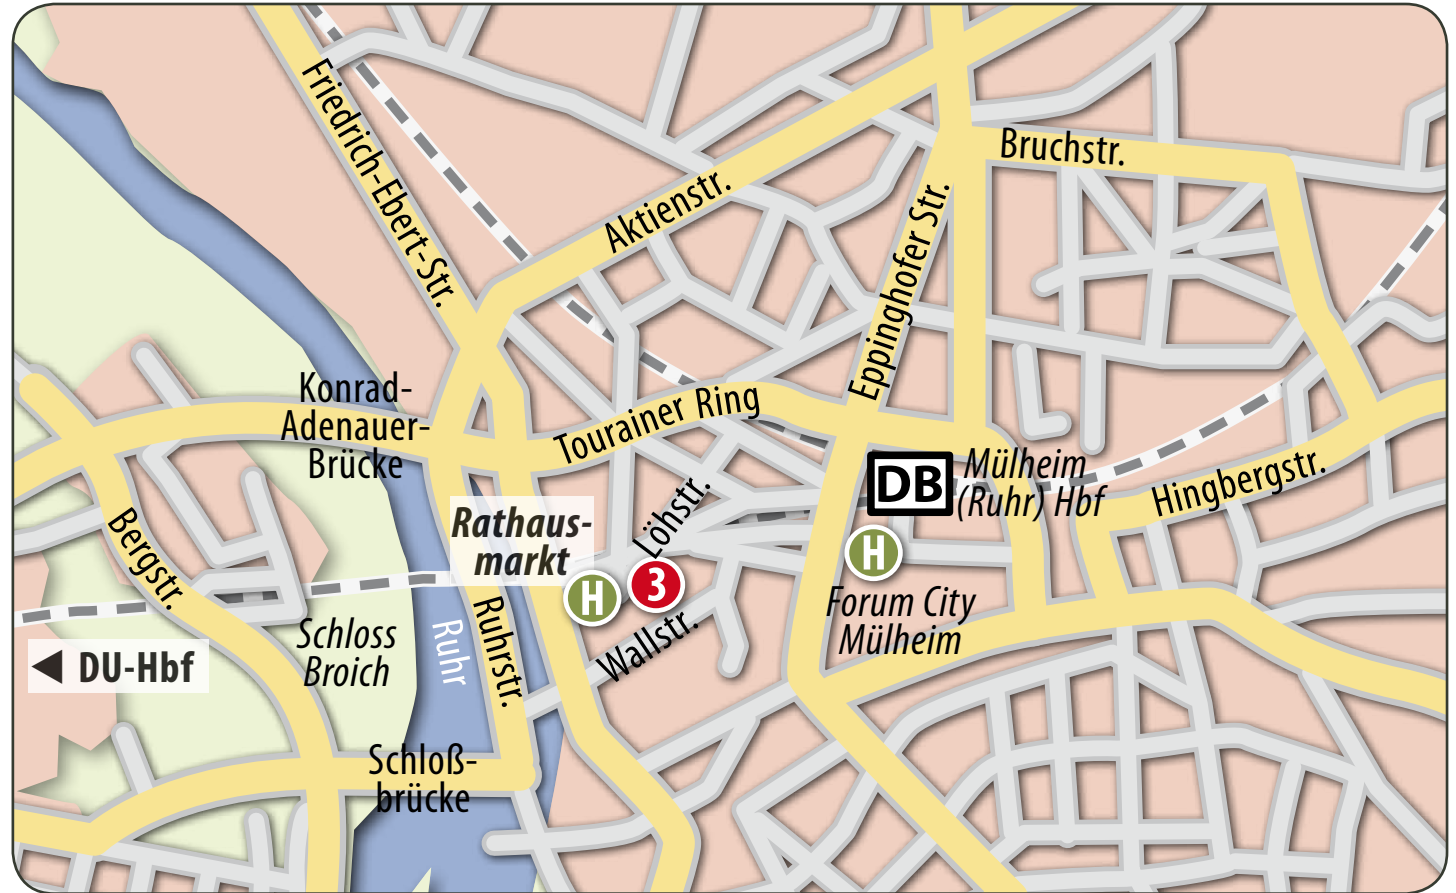 Friedrich-Ebert-Str.
Aktienstr.
Bruchstr.
Eppinghofer Str.
Konrad-
Adenauer-
Brücke
Tourainer Ring
DB
Mülheim
(Ruhr) Hbf
Hingbergstr.
Bergstr.
Rathaus-
markt
Löhstr.
H
3
H
Forum City
Mülheim
Wallstr.
Schloss
Broich
Ruhr
Ruhrstr.
◄ DU-Hbf
Schloß-
brücke